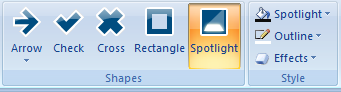 Arrow Check Cross Rectangle Spotlight
Shapes
Spotlight
Outline
Effects
Style